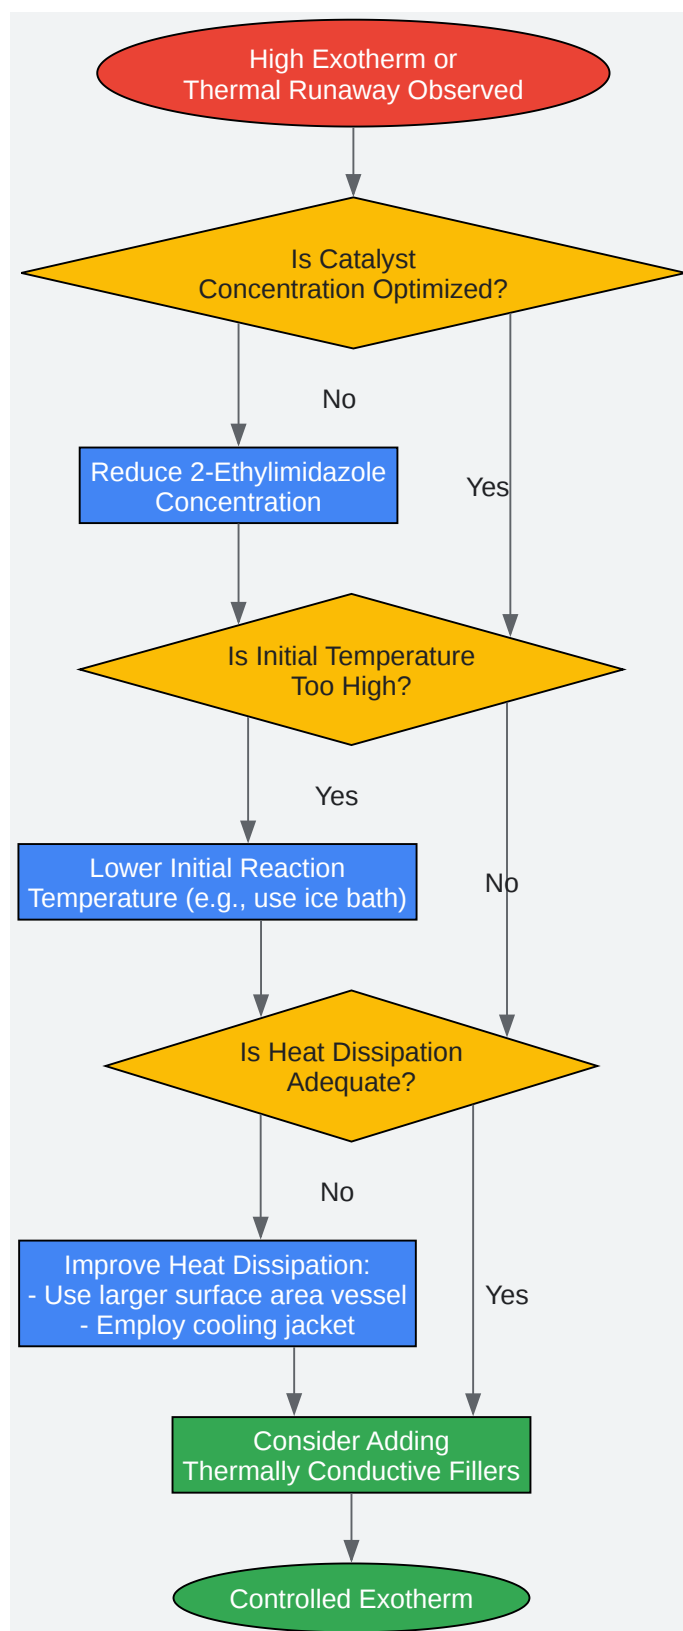 High Exotherm or
Thermal Runaway Observed
Is Catalyst
Concentration Optimized?
No
Reduce 2-Ethylimidazole
Concentration
Yes
Is Initial Temperature
Too High?
Yes
Lower Initial Reaction
Temperature (e.g., use ice bath)
No
Is Heat Dissipation
Adequate?
No
Improve Heat Dissipation:
- Use larger surface area vessel
- Employ cooling jacket
Yes
Consider Adding
Thermally Conductive Fillers
Controlled Exotherm